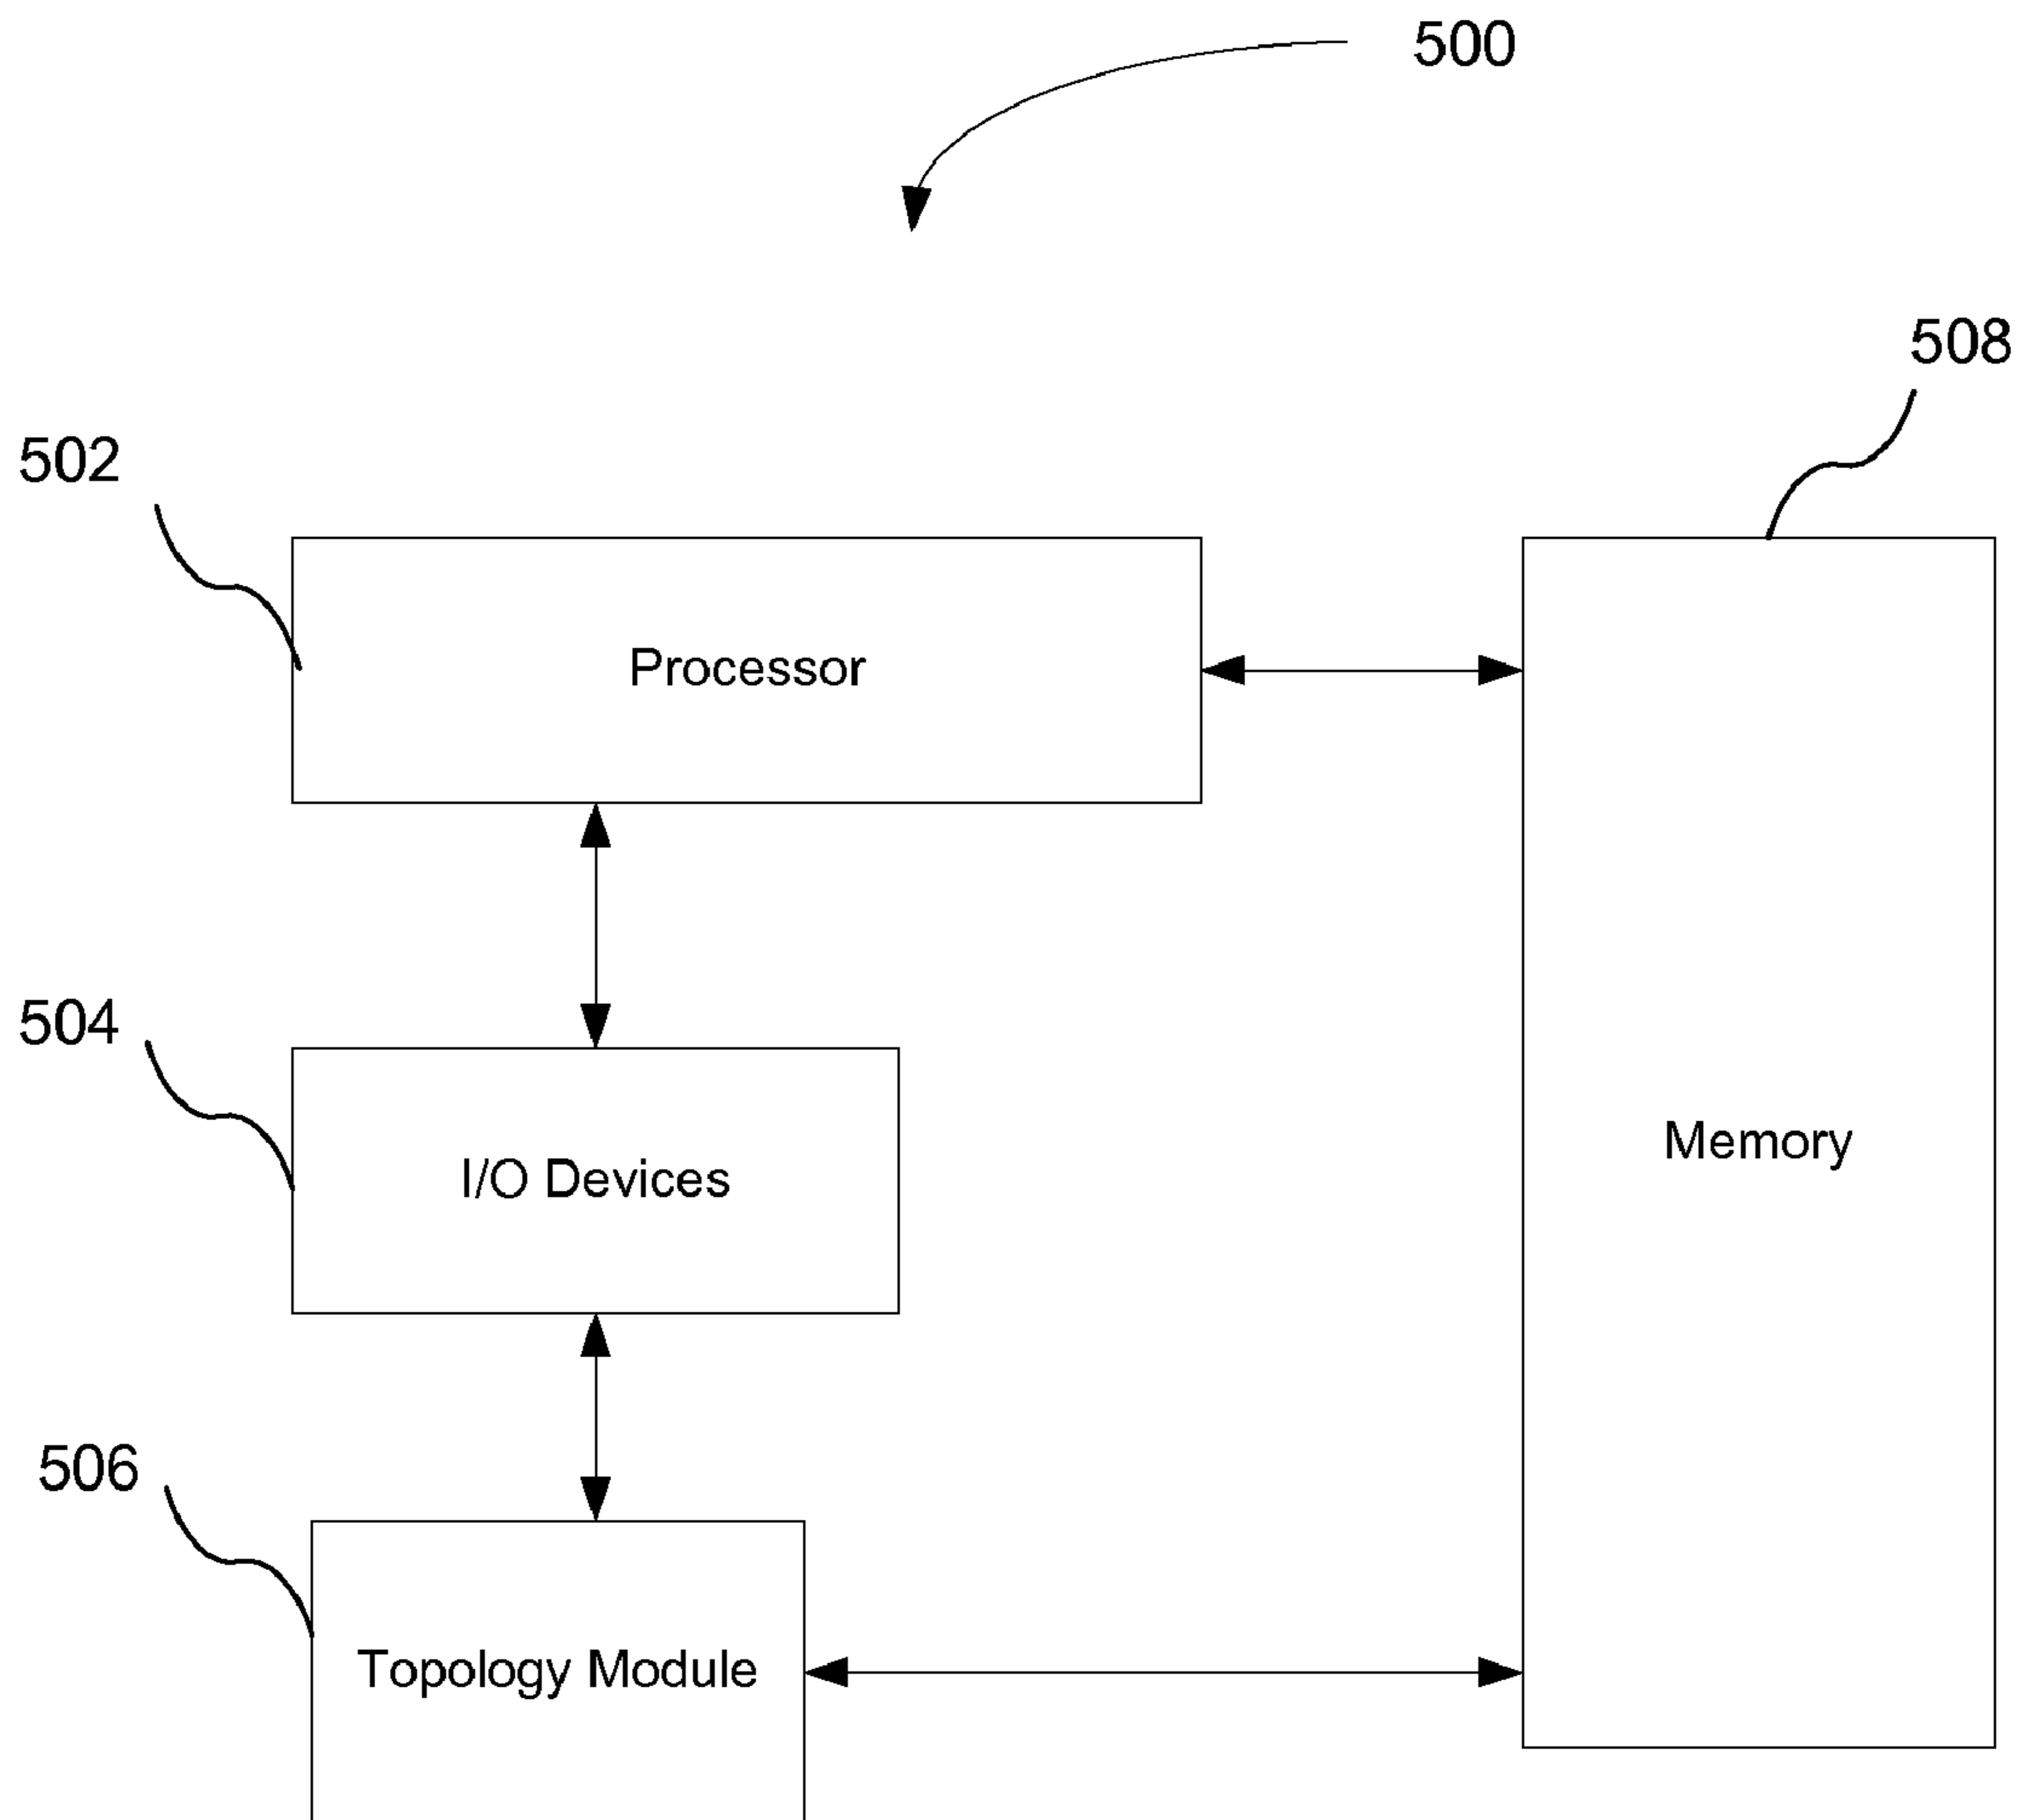 500
508
502
Processor
Memory
504
I/O Devices
506
Topology Module